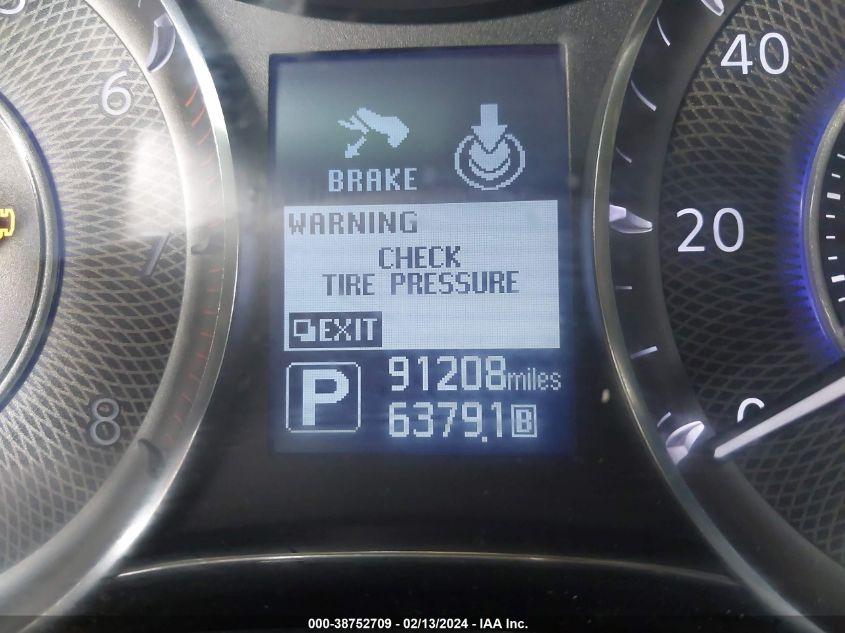 6
7
8
BRAKE
WARNING
CHECK
TIRE PRESSURE
EXIT
P
91208miles
6379.1 B
40
20
0
000-38752709 - 02/13/2024 - IAA Inc.